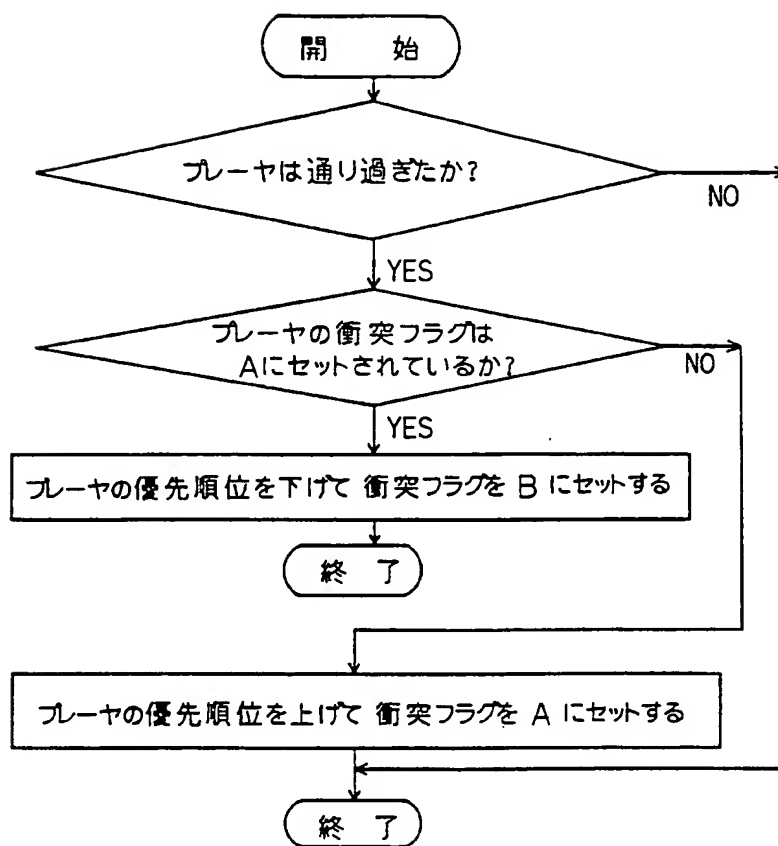 開 始
プレーヤは通り過ぎたか?
NO
YES
プレーヤの衝突フラグは
Aにセットされているか?
NO
YES
プレーヤの優先順位を下げて 衝突フラグを B にセットする
終 了
プレーヤの優先順位を上げて 衝突フラグを A にセットする
終 了